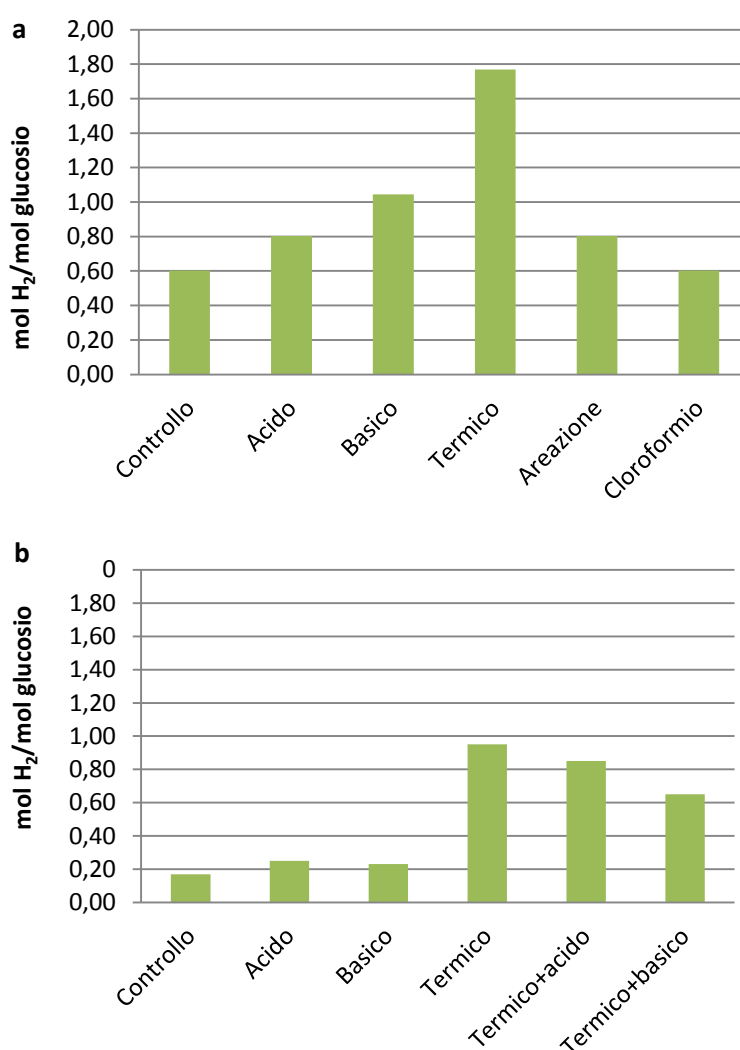 a
mol H₂/mol glucosio
2,00
1,80
1,60
1,40
1,20
1,00
0,80
0,60
0,40
0,20
0,00
Controllo
Acido
Basico
Termico
Areazione
Cloroformio
b
mol H₂/mol glucosio
0
1,80
1,60
1,40
1,20
1,00
0,80
0,60
0,40
0,20
0,00
Controllo
Acido
Basico
Termico
Termico+acido
Termico+basico